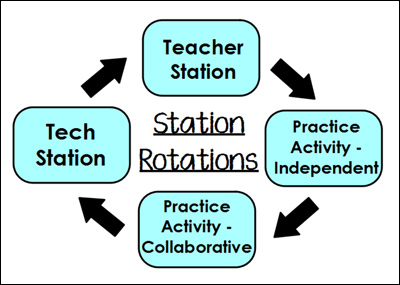 Teacher
Station
Station
Rotations
Tech
Station
Practice
Activity -
Independent
Practice
Activity -
Collaborative